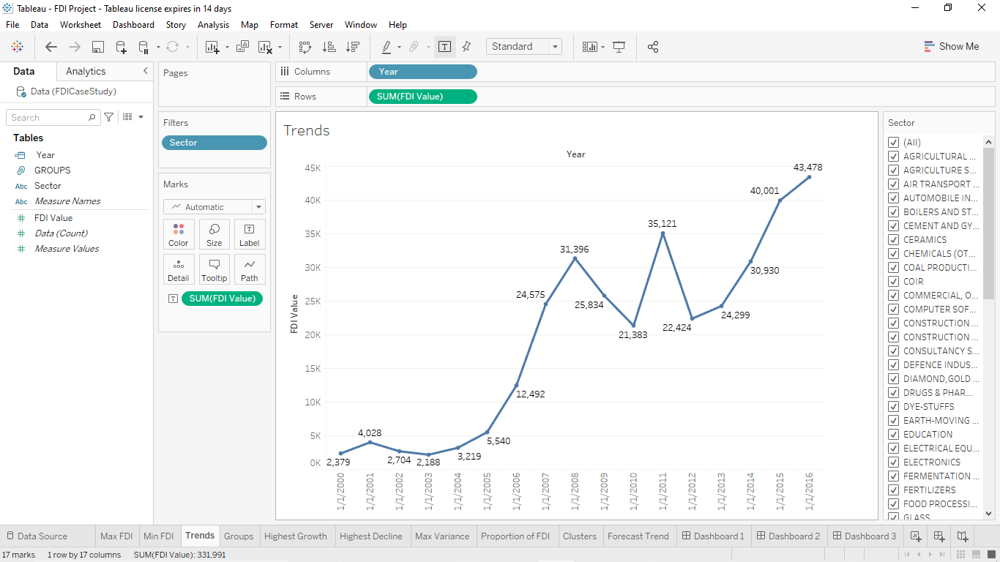 Tableau - FDI Project - Tableau license expires in 14 days
File Data Worksheet Dashboard Story Analysis Map Format Server Window Help
Standard
Show Me
Data Analytics
Data (FDICaseStudy)
Search
Tables
Year
GROUPS
Abc Sector
Abc Measure Names
FDI Value
Data (Count)
Measure Values
Pages
Filters
Sector
Marks
Automatic
Color Size Label
Detail Tooltip Path
SUM(FDI Value)
Columns Year
Rows SUM(FDI Value)
Trends
Year
FDI Value
45K
40K
35K
30K
25K
20K
15K
10K
5K
0K
2,379
4,028
2,704
2,188
3,219
5,540
12,492
24,575
31,396
25,834
21,383
35,121
22,424
24,299
30,930
40,001
43,478
1/1/2000
1/1/2001
1/1/2002
1/1/2003
1/1/2004
1/1/2005
1/1/2006
1/1/2007
1/1/2008
1/1/2009
1/1/2010
1/1/2011
1/1/2012
1/1/2013
1/1/2014
1/1/2015
1/1/2016
Sector
(All)
AGRICULTURAL ...
AGRICULTURE S...
AIR TRANSPORT ...
AUTOMOBILE IN...
BOILERS AND ST...
CEMENT AND GY...
CERAMICS
CHEMICALS (OT...
COAL PRODUCTI...
COIR
COMMERCIAL, O...
COMPUTER SOF...
CONSTRUCTION ...
CONSTRUCTION ...
CONSULTANCY S...
DEFENCE INDUS...
DIAMOND,GOLD ...
DRUGS & PHAR...
DYE-STUFFS
EARTH-MOVING ...
EDUCATION
ELECTRICAL EQU...
ELECTRONICS
FERMENTATION ...
FERTILIZERS
FOOD PROCESSI...
GLASS
Data Source Max FDI Min FDI Trends Groups Highest Growth Highest Decline Max Variance Proportion of FDI Clusters Forecast Trend Dashboard 1 Dashboard 2 Dashboard 3
17 marks 1 row by 17 columns SUM(FDI Value): 331,991